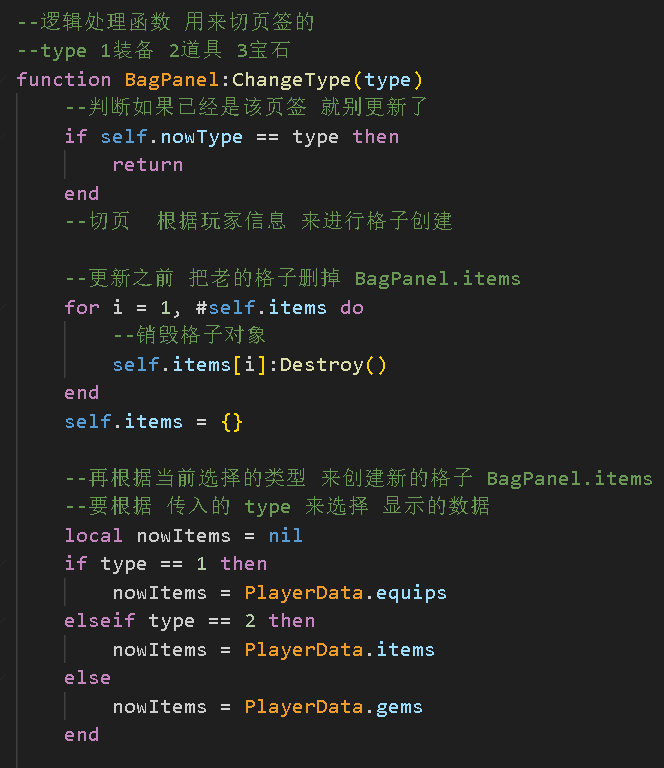 --逻辑处理函数 用来切页签的
--type 1装备 2道具 3宝石
function BagPanel:ChangeType(type)
    --判断如果已经是该页签 就别更新了
    if self.nowType == type then
        return
    end
    --切页  根据玩家信息 来进行格子创建

    --更新之前 把老的格子删掉 BagPanel.items
    for i = 1, #self.items do
        --销毁格子对象
        self.items[i]:Destroy()
    end
    self.items = {}

    --再根据当前选择的类型 来创建新的格子 BagPanel.items
    --要根据 传入的 type 来选择 显示的数据
    local nowItems = nil
    if type == 1 then
        nowItems = PlayerData.equips
    elseif type == 2 then
        nowItems = PlayerData.items
    else
        nowItems = PlayerData.gems
    end